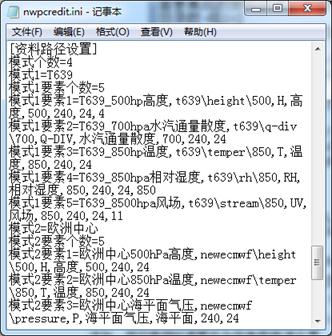 nwpcredit.ini - 记事本
文件(F) 编辑(E) 格式(O) 查看(V) 帮助(H)
[资料路径设置]
模式个数=4
模式1=T639
模式1要素个数=5
模式1要素1=T639_500hp高度,t639\height\500,H,高
度,500,240,24,4
模式1要素2=T639_700hpa水汽通量散度,t639\q-div
\700,Q-DIV,水汽通量散度,700,240,24
模式1要素3=T639_850hp温度,t639\temper\850,T,温
度,850,240,24
模式1要素4=T639_850hpa相对湿度,t639\rh\850,RH,
相对湿度,850,240,24,850
模式1要素5=T639_8500hpa风场,t639\stream\850,UV,
风场,850,240,24,11
模式2=欧洲中心
模式2要素个数=5
模式2要素1=欧洲中心500hPa高度,newecmwf\height
\500,H,高度,500,240,24
模式2要素2=欧洲中心850hPa温度,newecmwf\temper
\850,T,温度,850,240,24
模式2要素3=欧洲中心海平面气压,newecmwf
\pressure,P,海平面气压,海平面,240,24